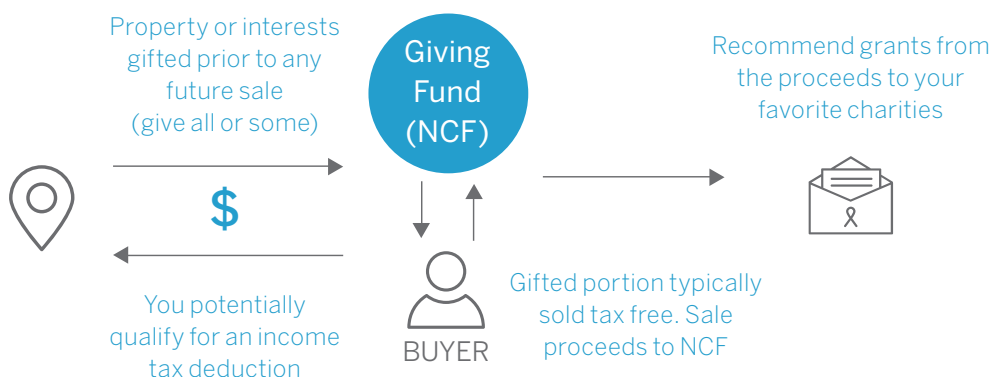 Property or interests
gifted prior to any
future sale
(give all or some)
Giving
Fund
(NCF)
Recommend grants from
the proceeds to your
favorite charities
$
You potentially
qualify for an income
tax deduction
BUYER
Gifted portion typically
sold tax free. Sale
proceeds to NCF